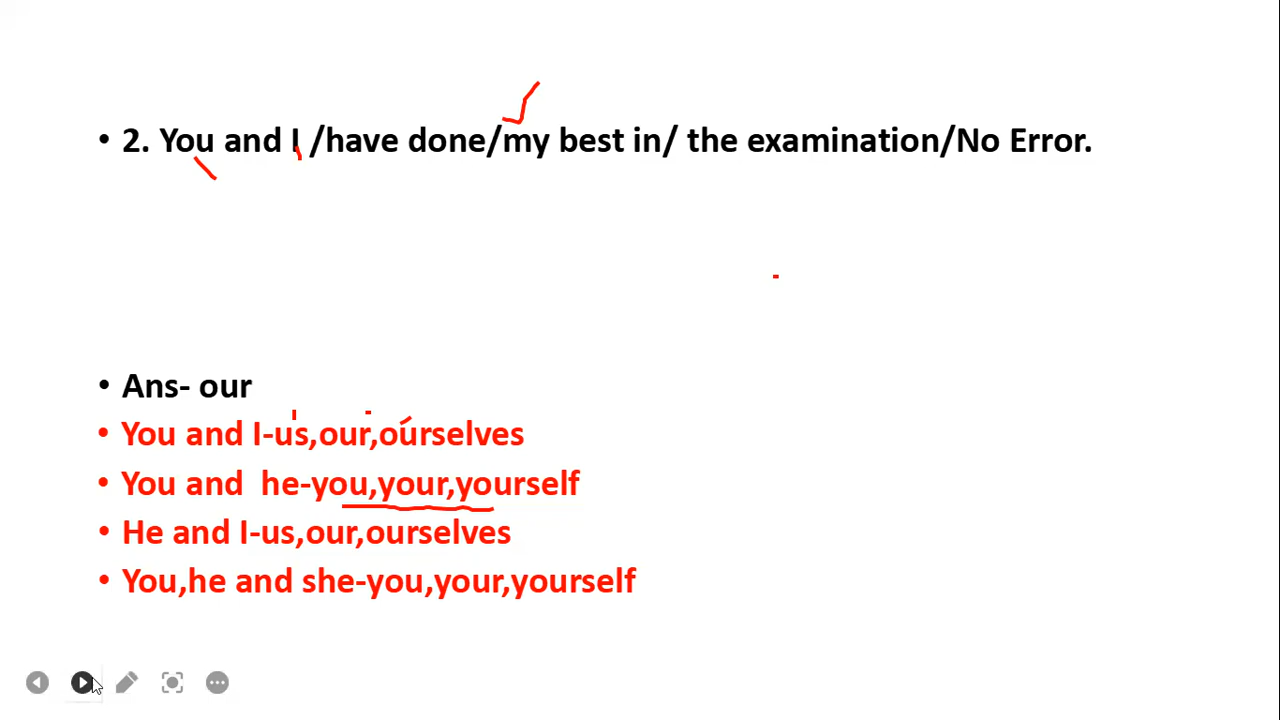 • 2. You and I /have done/my best in/ the examination/No Error.
• Ans- our
• You and I-us,our,ourselves
• You and  he-you,your,yourself
• He and I-us,our,ourselves
• You,he and she-you,your,yourself